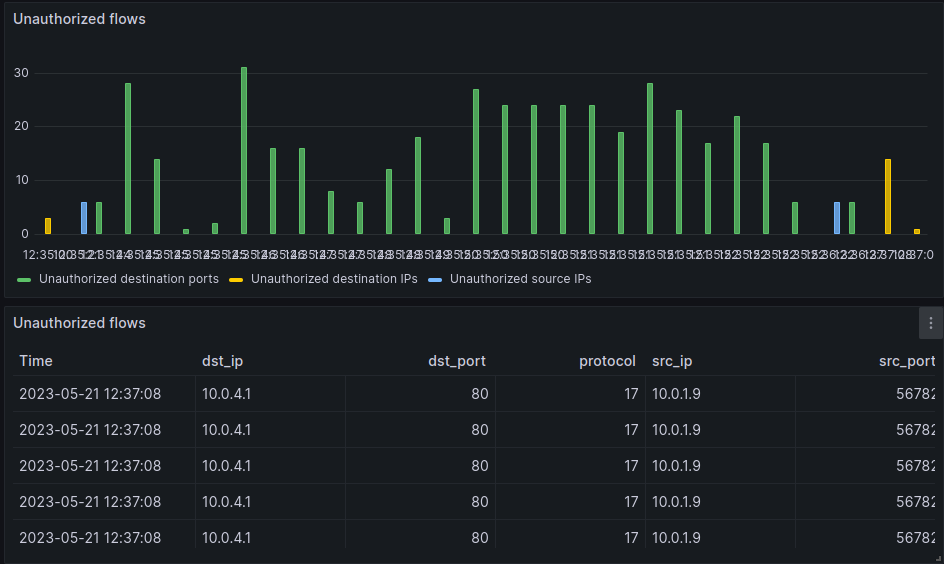 Unauthorized flows
30
20
10
0
Unauthorized destination ports Unauthorized destination IPs Unauthorized source IPs
Unauthorized flows
Time dst_ip dst_port protocol src_ip src_port
2023-05-21 12:37:08 10.0.4.1 80 17 10.0.1.9 56782
2023-05-21 12:37:08 10.0.4.1 80 17 10.0.1.9 56782
2023-05-21 12:37:08 10.0.4.1 80 17 10.0.1.9 56782
2023-05-21 12:37:08 10.0.4.1 80 17 10.0.1.9 56782
2023-05-21 12:37:08 10.0.4.1 80 17 10.0.1.9 56782